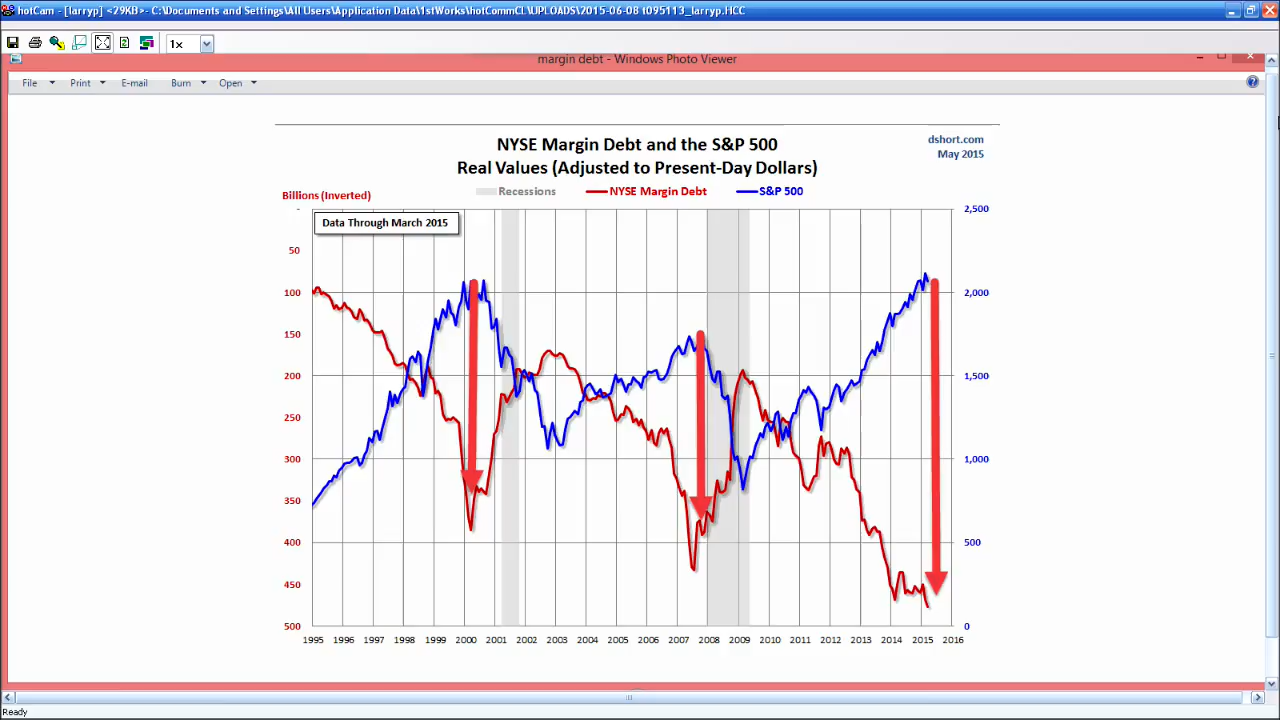 hotCam - [larryp] <29KB>- C:\Documents and Settings\All Users\Application Data\1stWorks\hotCommCL\UPLOADS\2015-06-08 t095113_larryp.HCC
1x
margin debt - Windows Photo Viewer
File Print E-mail Burn Open
NYSE Margin Debt and the S&P 500
Real Values (Adjusted to Present-Day Dollars)
dshort.com
May 2015
Billions (Inverted)
Recessions NYSE Margin Debt S&P 500
Data Through March 2015
- 2,500
50
100 2,000
150
200 1,500
250
300 1,000
350
400 500
450
500 0
1995 1996 1997 1998 1999 2000 2001 2002 2003 2004 2005 2006 2007 2008 2009 2010 2011 2012 2013 2014 2015 2016
Ready